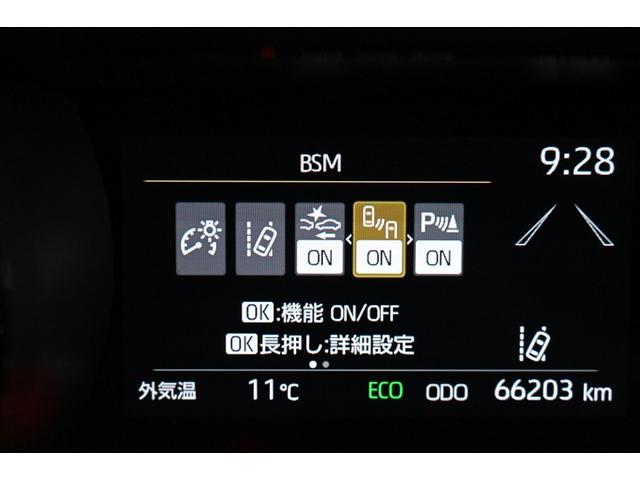 BSM 9:28
ON ON P ON
OK:機能 ON/OFF
OK長押し:詳細設定
外気温 11℃ ECO ODO 66203 km